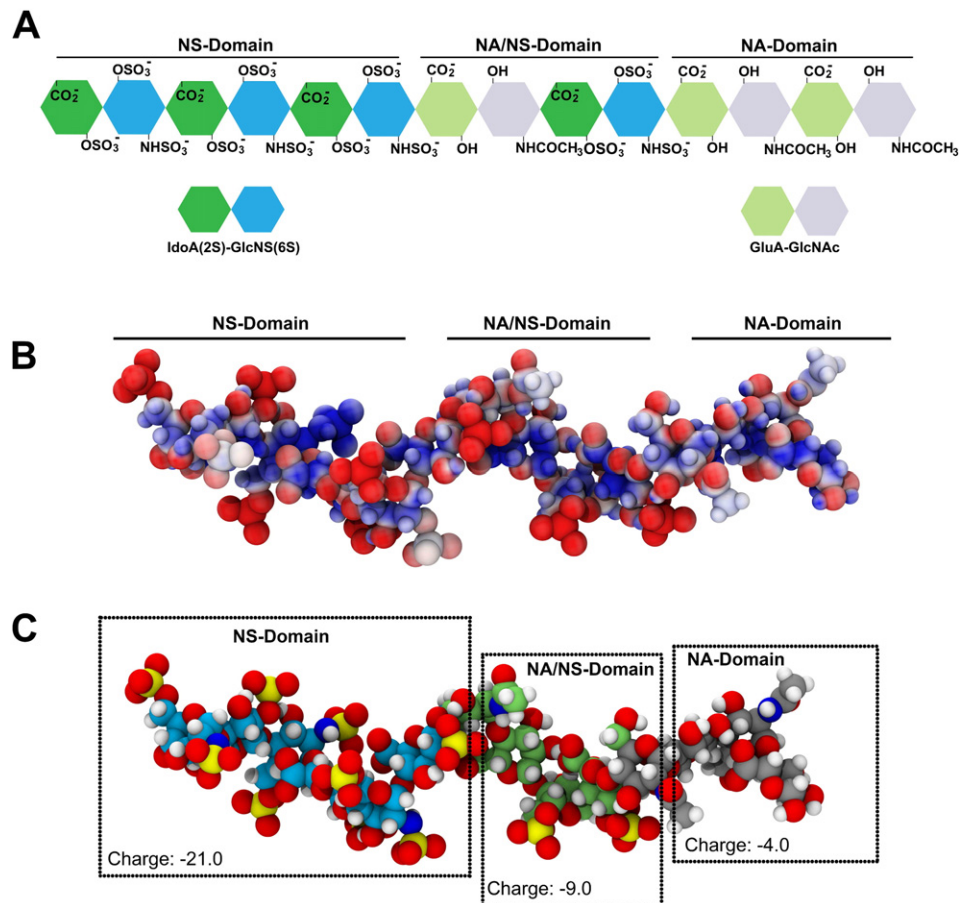 A
NS-Domain NA/NS-Domain NA-Domain
OSO₃⁻ OSO₃⁻ OSO₃⁻ CO₂⁻ OH OSO₃⁻ CO₂⁻ OH CO₂⁻ OH
CO₂⁻ CO₂⁻ CO₂⁻ CO₂⁻
OSO₃⁻ NHSO₃⁻ OSO₃⁻ NHSO₃⁻ OSO₃⁻ NHSO₃⁻ OH NHCOCH₃ OSO₃⁻ NHSO₃⁻ OH NHCOCH₃ OH NHCOCH₃
IdoA(2S)-GlcNS(6S) GluA-GlcNAc
NS-Domain NA/NS-Domain NA-Domain
B
C
NS-Domain NA/NS-Domain NA-Domain
Charge: -21.0 Charge: -9.0 Charge: -4.0